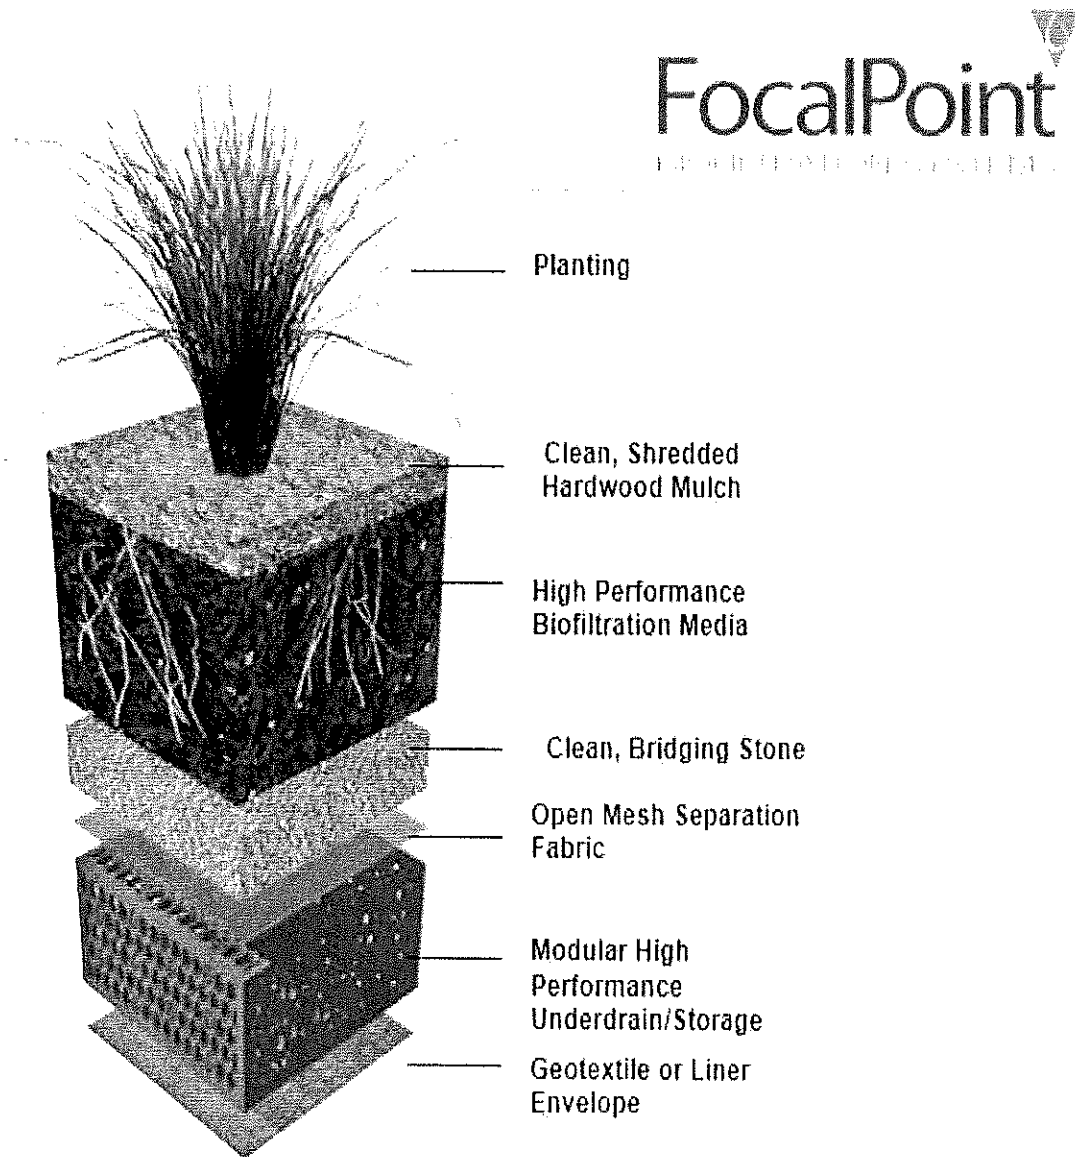 FocalPoint
Planting
Clean, Shredded
Hardwood Mulch
High Performance
Biofiltration Media
Clean, Bridging Stone
Open Mesh Separation
Fabric
Modular High
Performance
Underdrain/Storage
Geotextile or Liner
Envelope